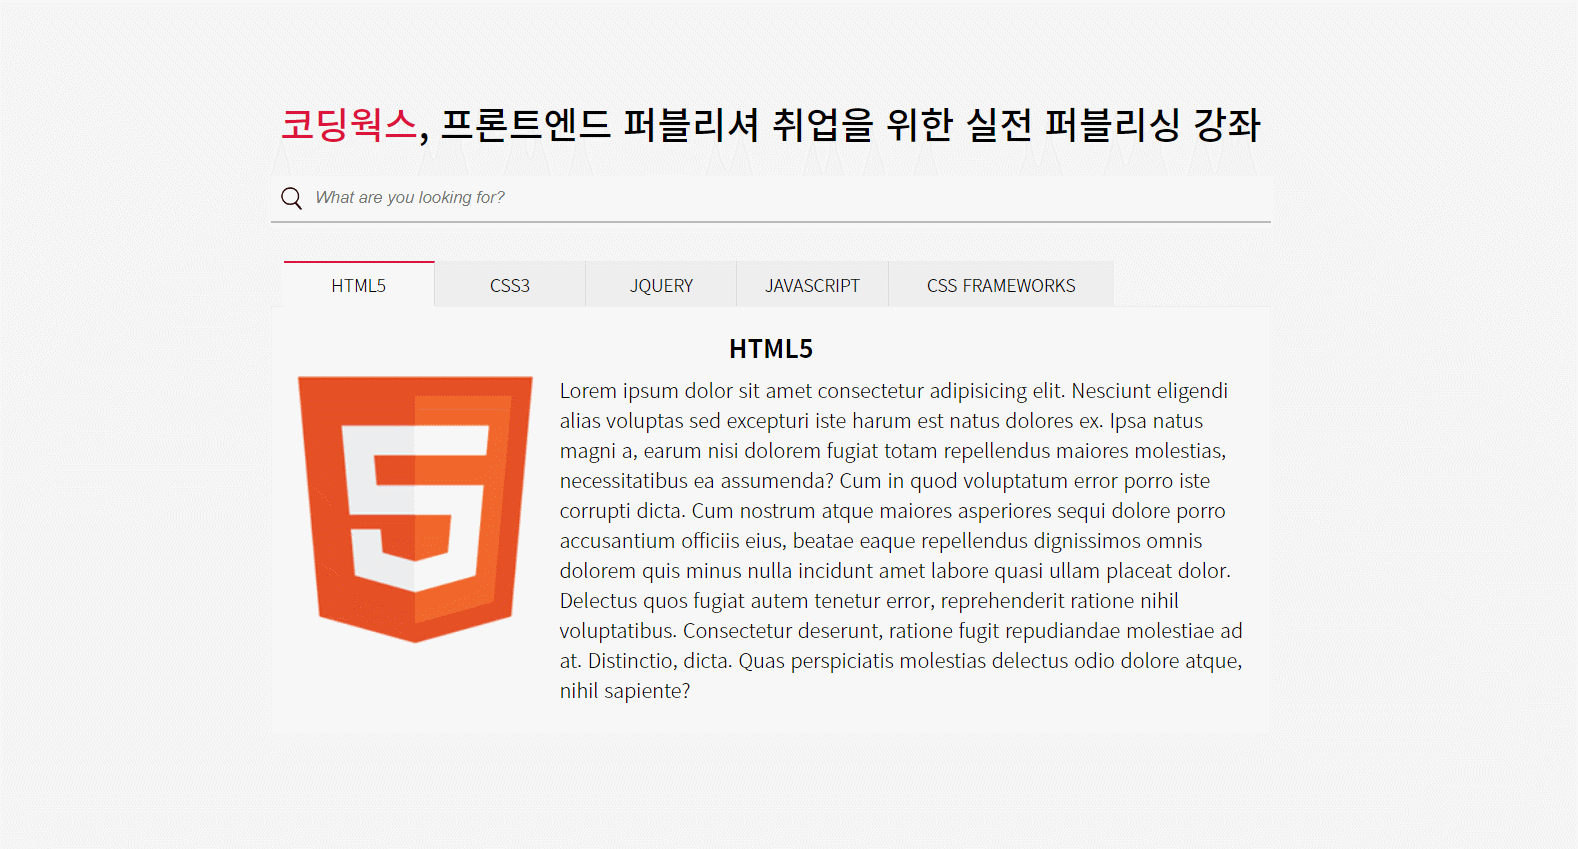 코딩웍스, 프론트엔드 퍼블리셔 취업을 위한 실전 퍼블리싱 강좌
What are you looking for?
HTML5 CSS3 JQUERY JAVASCRIPT CSS FRAMEWORKS
HTML5
Lorem ipsum dolor sit amet consectetur adipisicing elit. Nesciunt eligendi
alias voluptas sed excepturi iste harum est natus dolores ex. Ipsa natus
magni a, earum nisi dolorem fugiat totam repellendus maiores molestias,
necessitatibus ea assumenda? Cum in quod voluptatum error porro iste
corrupti dicta. Cum nostrum atque maiores asperiores sequi dolore porro
accusantium officiis eius, beatae eaque repellendus dignissimos omnis
dolorem quis minus nulla incidunt amet labore quasi ullam placeat dolor.
Delectus quos fugiat autem tenetur error, reprehenderit ratione nihil
voluptatibus. Consectetur deserunt, ratione fugit repudiandae molestiae ad
at. Distinctio, dicta. Quas perspiciatis molestias delectus odio dolore atque,
nihil sapiente?
5